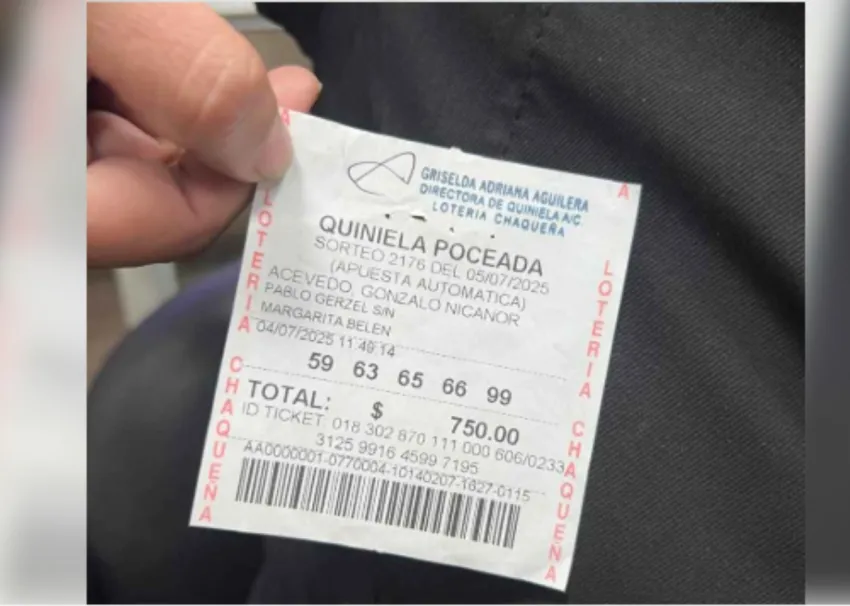 GRISELDA ADRIANA AGUILERA
DIRECTORA DE QUINIELA A/C.
LOTERIA CHAQUEÑA
QUINIELA POCEADA
SORTEO 2176 DEL 05/07/2025
(APUESTA AUTOMATICA)
ACEVEDO, GONZALO NICANOR
PABLO GERZEL S/N
MARGARITA BELEN
04/07/2025 11:49:14
59 63 65 66 99
TOTAL: $ 750.00
ID TICKET 018 302 870 111 000 606/0233
3125 9916 4599 7195
AA0000001-0770004-10140207-1627-0115
A LOTERIA CHAQUEÑA
A LOTERIA CHAQUEÑA